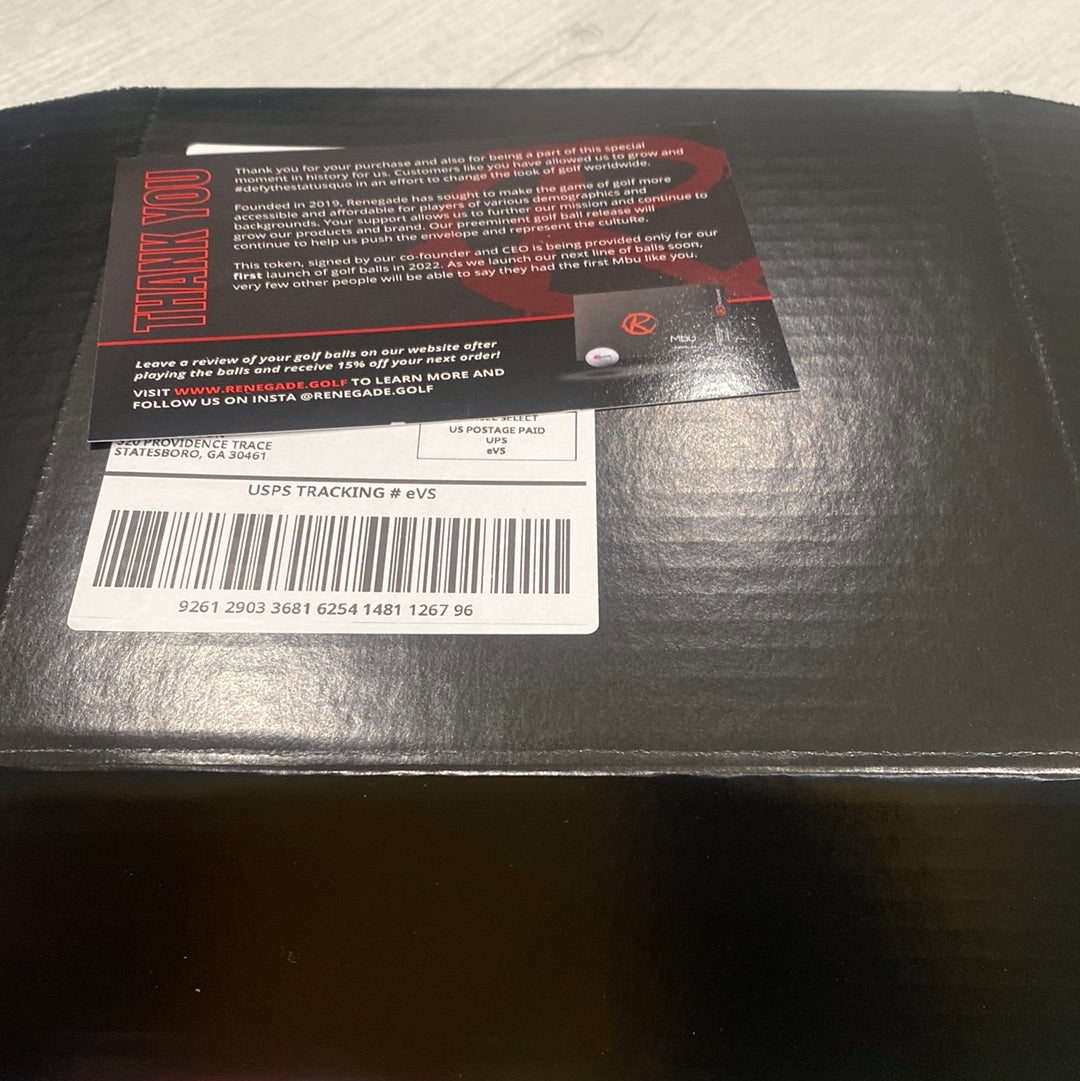 THANK YOU
Thank you for your purchase and also for being a part of this special
moment in history for us. Customers like you have allowed us to grow and
#defythestatusquo in an effort to change the look of golf worldwide.
Founded in 2019, Renegade has sought to make the game of golf more
accessible and affordable for players of various demographics and
backgrounds. Your support allows us to further our mission and continue to
grow our products and brand. Our preeminent golf ball release will
continue to help us push the envelope and represent the culture.
This token, signed by our co-founder and CEO is being provided only for our
first launch of golf balls in 2022. As we launch our next line of balls soon,
very few other people will be able to say they had the first Mbu like you.
R
Mbu
Leave a review of your golf balls on our website after
playing the balls and receive 15% off your next order!
VISIT WWW.RENEGADE.GOLF TO LEARN MORE AND
FOLLOW US ON INSTA @RENEGADE.GOLF
SELECT
US POSTAGE PAID
UPS
eVS
320 PROVIDENCE TRACE
STATESBORO, GA 30461
USPS TRACKING # eVS
9261 2903 3681 6254 1481 1267 96